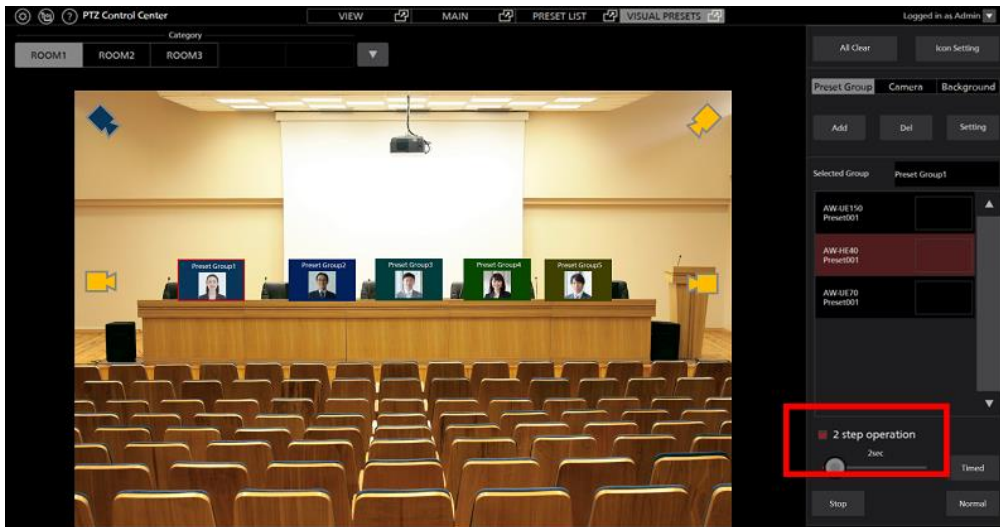 ? PTZ Control Center VIEW MAIN PRESET LIST VISUAL PRESETS Logged in as Admin
Category
ROOM1 ROOM2 ROOM3
All Clear Icon Setting
Preset Group Camera Background
Add Del Setting
Selected Group Preset Group1
AW-UE150
Preset001
AW-HE40
Preset001
AW-UE70
Preset001
Preset Group1 Preset Group2 Preset Group3 Preset Group4 Preset Group5
2 step operation
2sec
Timed
Stop Normal